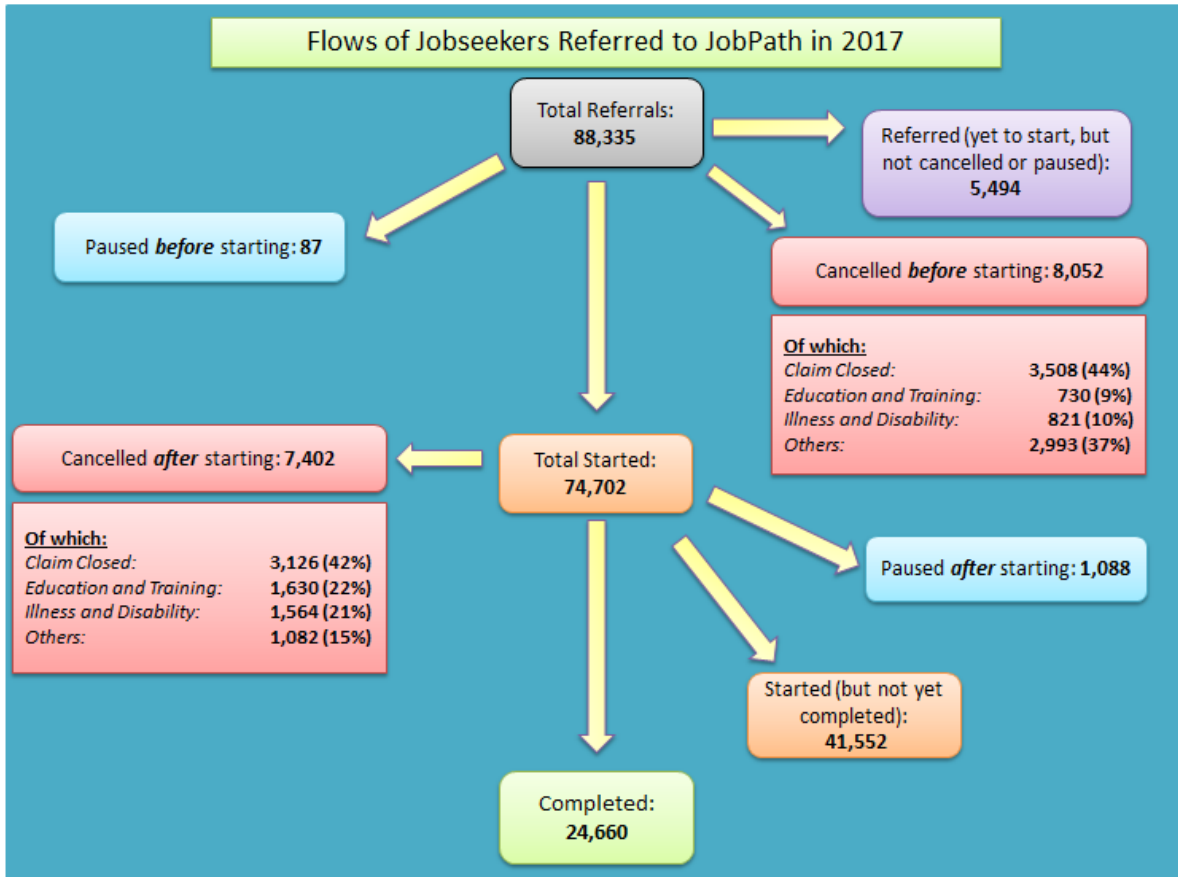 Flows of Jobseekers Referred to JobPath in 2017
Total Referrals:
88,335
Referred (yet to start, but
not cancelled or paused):
5,494
Paused before starting: 87
Cancelled before starting: 8,052
Of which:
Claim Closed: 3,508 (44%)
Education and Training: 730 (9%)
Illness and Disability: 821 (10%)
Others: 2,993 (37%)
Cancelled after starting: 7,402
Total Started:
74,702
Of which:
Claim Closed: 3,126 (42%)
Education and Training: 1,630 (22%)
Illness and Disability: 1,564 (21%)
Others: 1,082 (15%)
Paused after starting: 1,088
Started (but not yet
completed):
41,552
Completed:
24,660